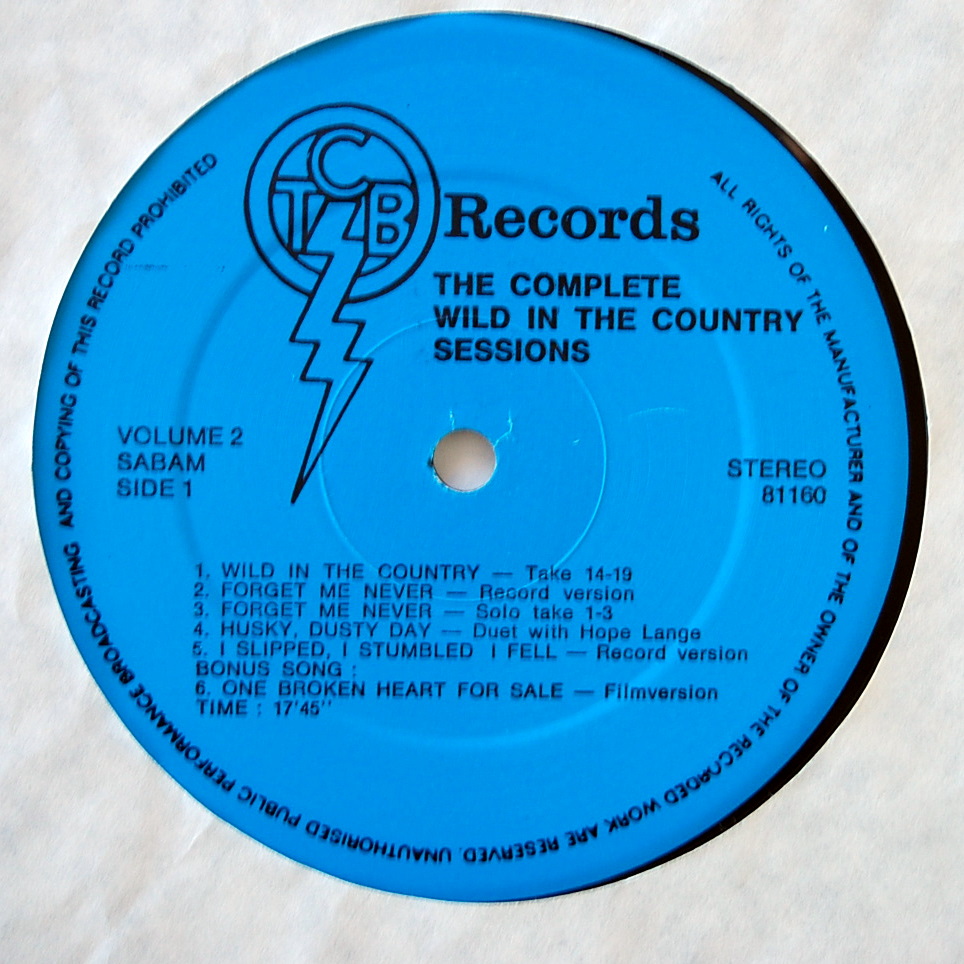 TCB
Records
THE COMPLETE
WILD IN THE COUNTRY
SESSIONS
VOLUME 2
SABAM
SIDE 1
STEREO
81160
1. WILD IN THE COUNTRY — Take 14-19
2. FORGET ME NEVER — Record version
3. FORGET ME NEVER — Solo take 1-3
4. HUSKY, DUSTY DAY — Duet with Hope Lange
5. I SLIPPED, I STUMBLED I FELL — Record version
BONUS SONG :
6. ONE BROKEN HEART FOR SALE — Filmversion
TIME : 17'45''
ALL RIGHTS OF THE MANUFACTURER AND OF THE OWNER OF THE RECORDED WORK ARE RESERVED. UNAUTHORISED PUBLIC PERFORMANCE BROADCASTING AND COPYING OF THIS RECORD PROHIBITED